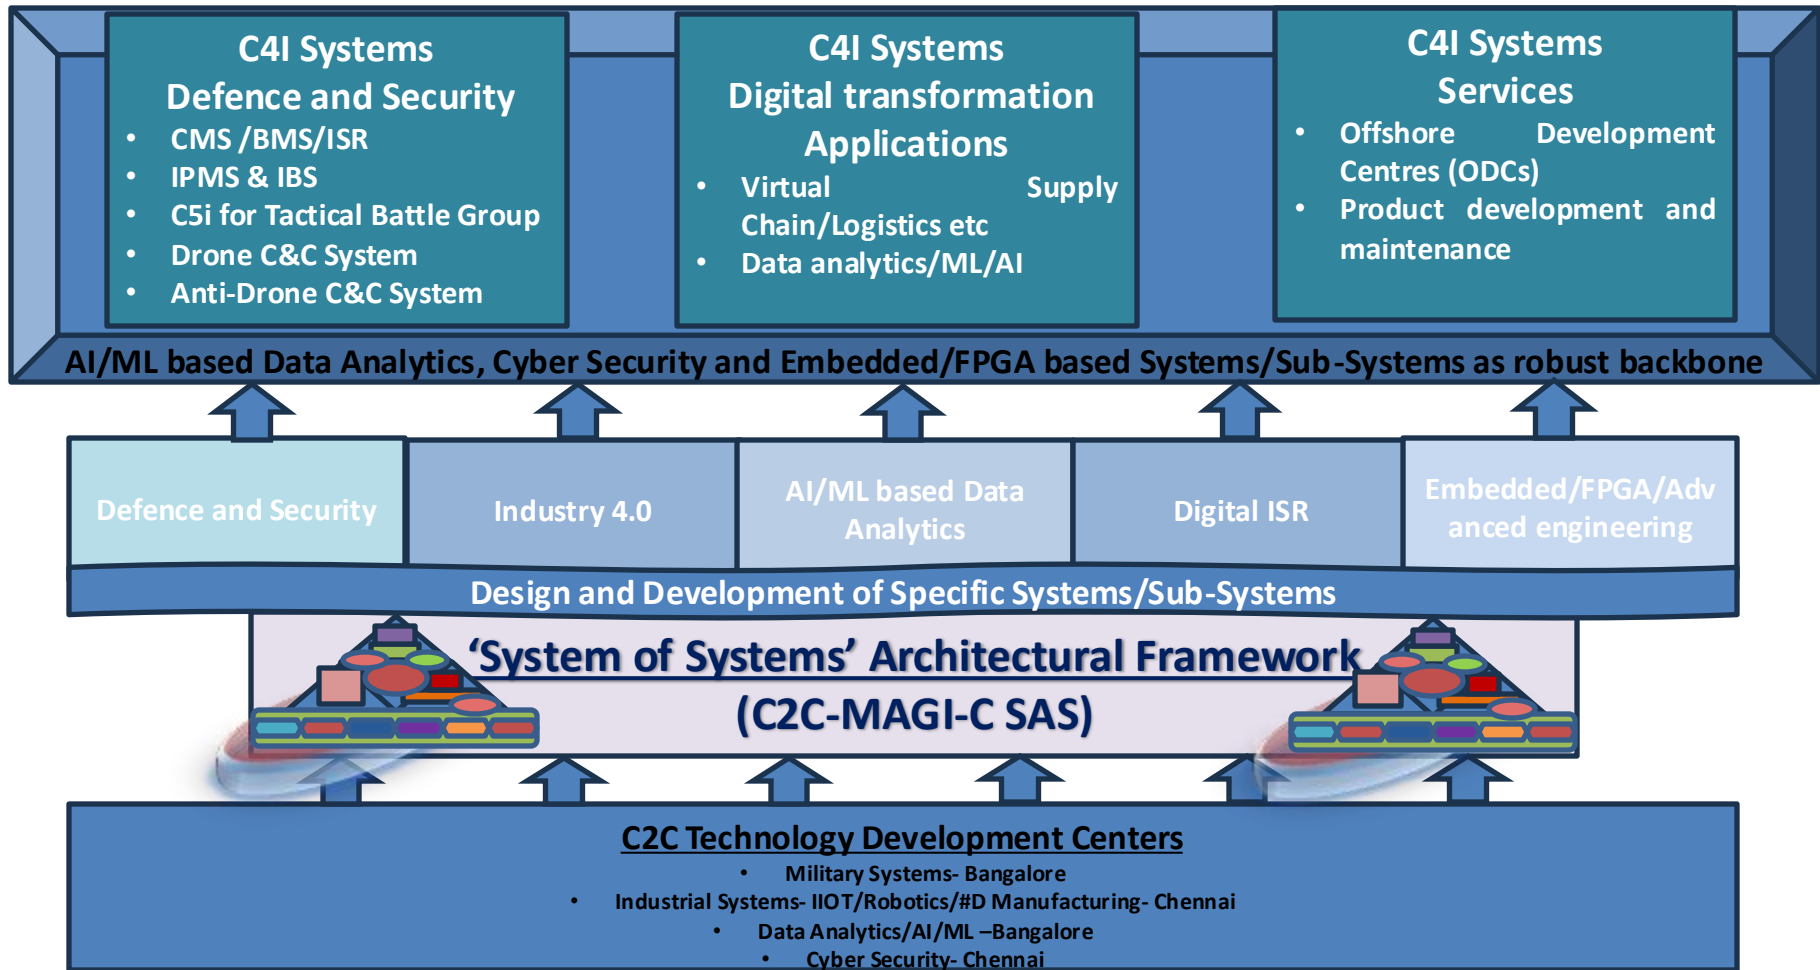 C4I Systems
Defence and Security
• CMS /BMS/ISR
• IPMS & IBS
• C5i for Tactical Battle Group
• Drone C&C System
• Anti-Drone C&C System
C4I Systems
Digital transformation
Applications
• Virtual Supply
Chain/Logistics etc
• Data analytics/ML/AI
C4I Systems
Services
• Offshore Development
Centres (ODCs)
• Product development and
maintenance
AI/ML based Data Analytics, Cyber Security and Embedded/FPGA based Systems/Sub-Systems as robust backbone
Defence and Security
Industry 4.0
AI/ML based Data
Analytics
Digital ISR
Embedded/FPGA/Adv
anced engineering
Design and Development of Specific Systems/Sub-Systems
‘System of Systems’ Architectural Framework
(C2C-MAGI-C SAS)
C2C Technology Development Centers
• Military Systems- Bangalore
• Industrial Systems- IIOT/Robotics/#D Manufacturing- Chennai
• Data Analytics/AI/ML –Bangalore
• Cyber Security- Chennai